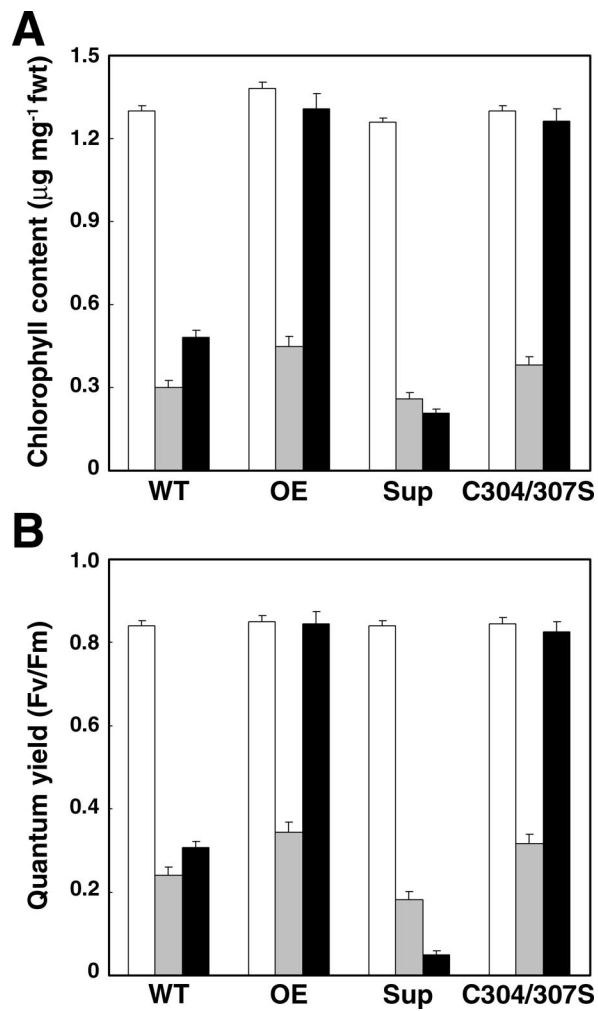 A
Chlorophyll content (μg mg⁻¹ fwt)
1.5
1.2
0.9
0.6
0.3
0
WT OE Sup C304/307S
B
Quantum yield (Fv/Fm)
1.0
0.8
0.6
0.4
0.2
0
WT OE Sup C304/307S